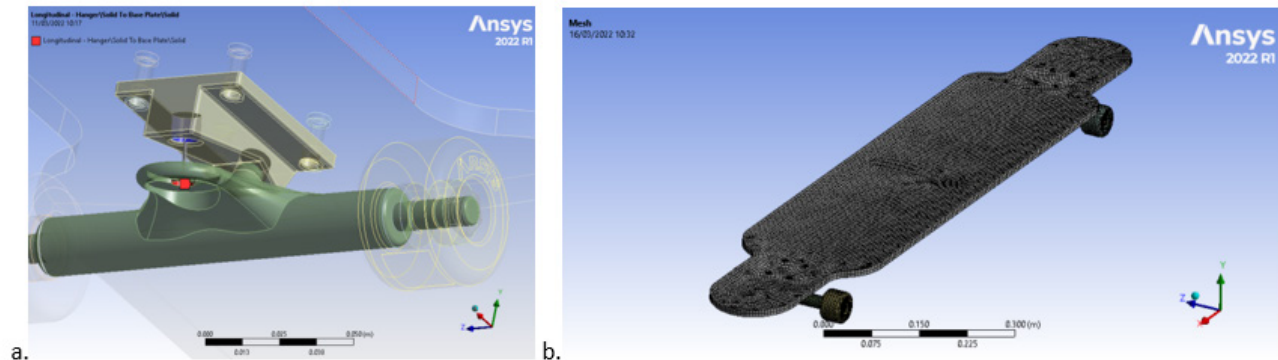 Longitudinal - Hanger\Solid To Base Plate\Solid
11/03/2022 10:17
Longitudinal - Hanger\Solid To Base Plate\Solid
Ansys
2022 R1
0.000 0.025 0.050 (m)
0.013 0.038
Z Y X
a.
Mesh
16/03/2022 10:32
Ansys
2022 R1
0.000 0.150 0.300 (m)
0.075 0.225
Y
Z
X
b.